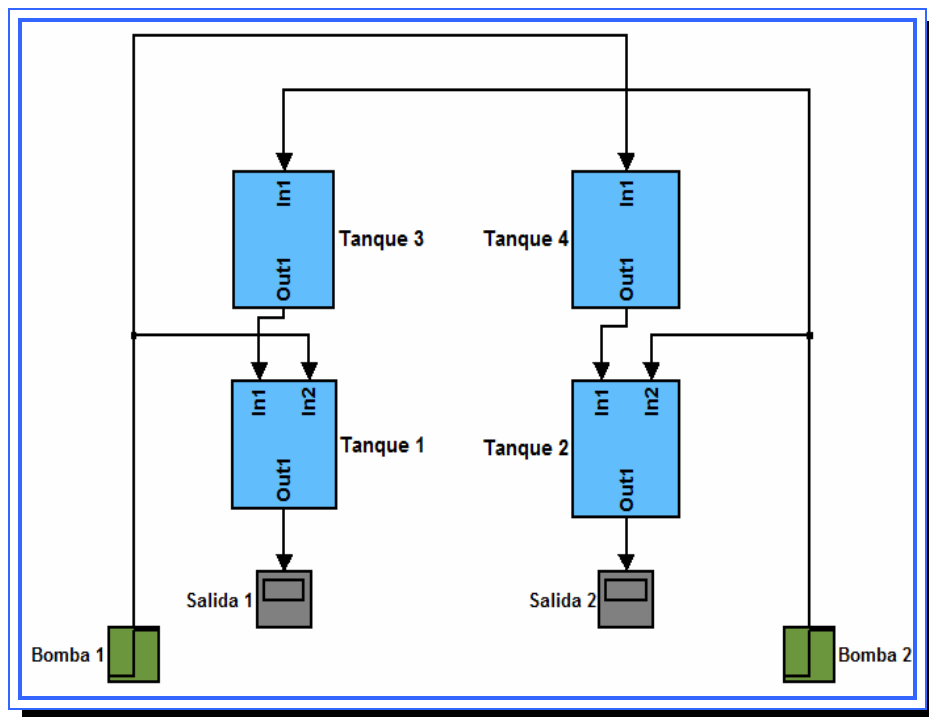 In1
In1
Tanque 3
Tanque 4
Out1
Out1
In1
In2
In1
In2
Tanque 1
Tanque 2
Out1
Out1
Salida 1
Salida 2
Bomba 1
Bomba 2